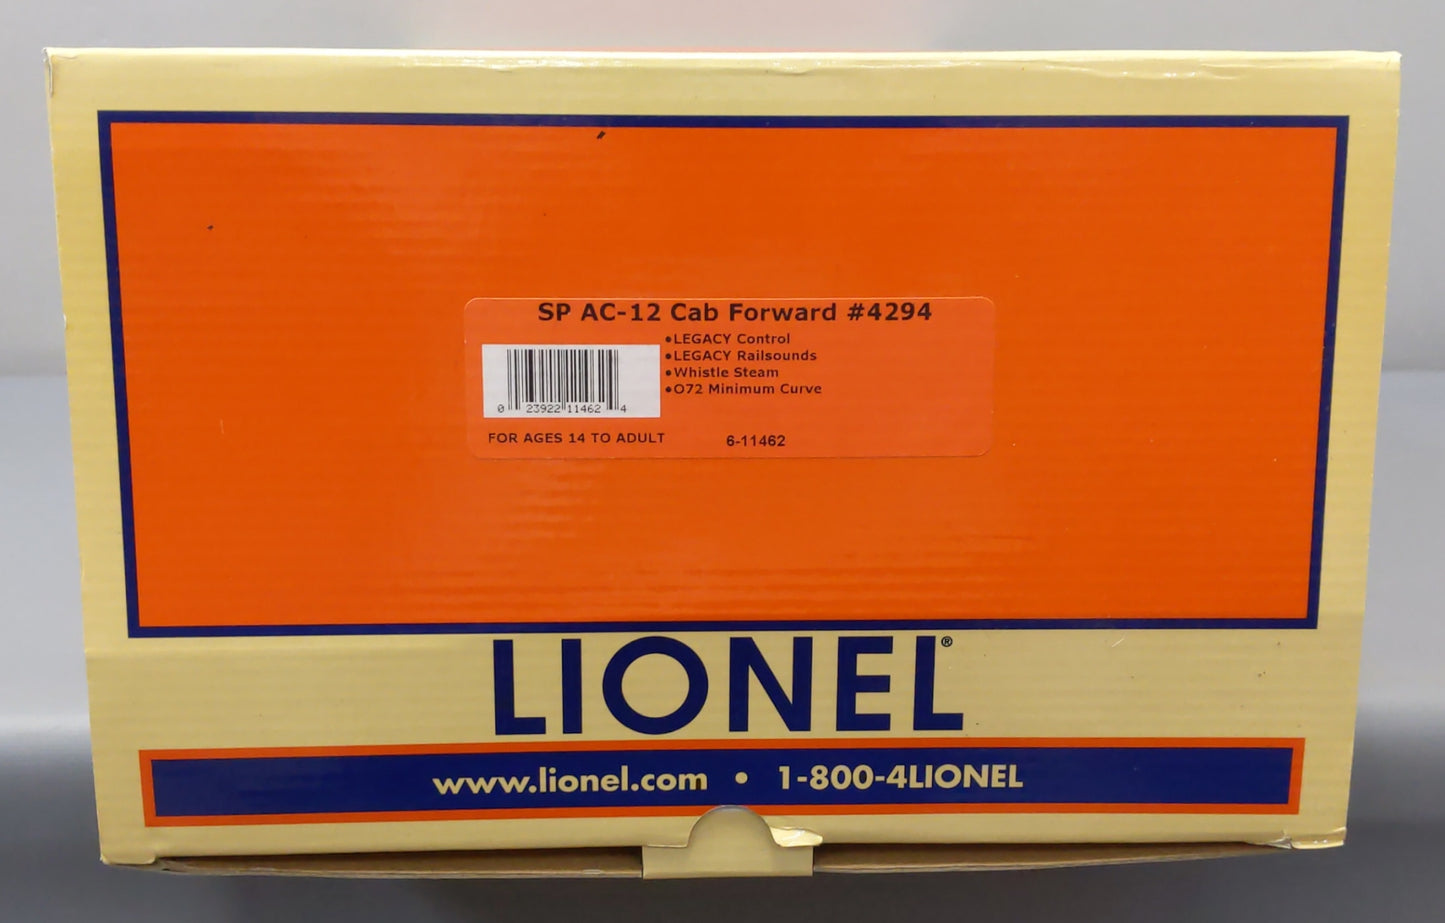 SP AC-12 Cab Forward #4294
•LEGACY Control
•LEGACY Railsounds
•Whistle Steam
•O72 Minimum Curve
0 23922 11462 4
FOR AGES 14 TO ADULT 6-11462
LIONEL®
www.lionel.com • 1-800-4LIONEL